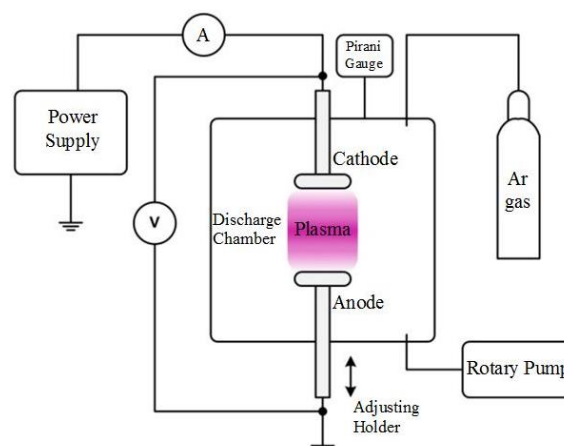 A
Pirani
Gauge
Power
Supply
Cathode
Ar
gas
V
Discharge
Chamber
Plasma
Anode
Rotary Pump
Adjusting
Holder